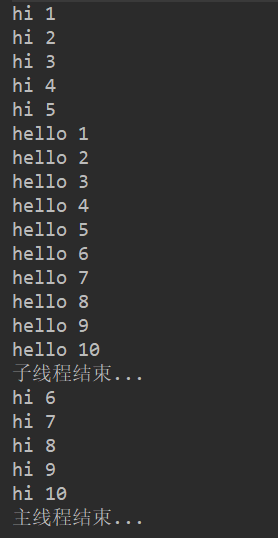 hi 1
hi 2
hi 3
hi 4
hi 5
hello 1
hello 2
hello 3
hello 4
hello 5
hello 6
hello 7
hello 8
hello 9
hello 10
子线程结束...
hi 6
hi 7
hi 8
hi 9
hi 10
主线程结束...